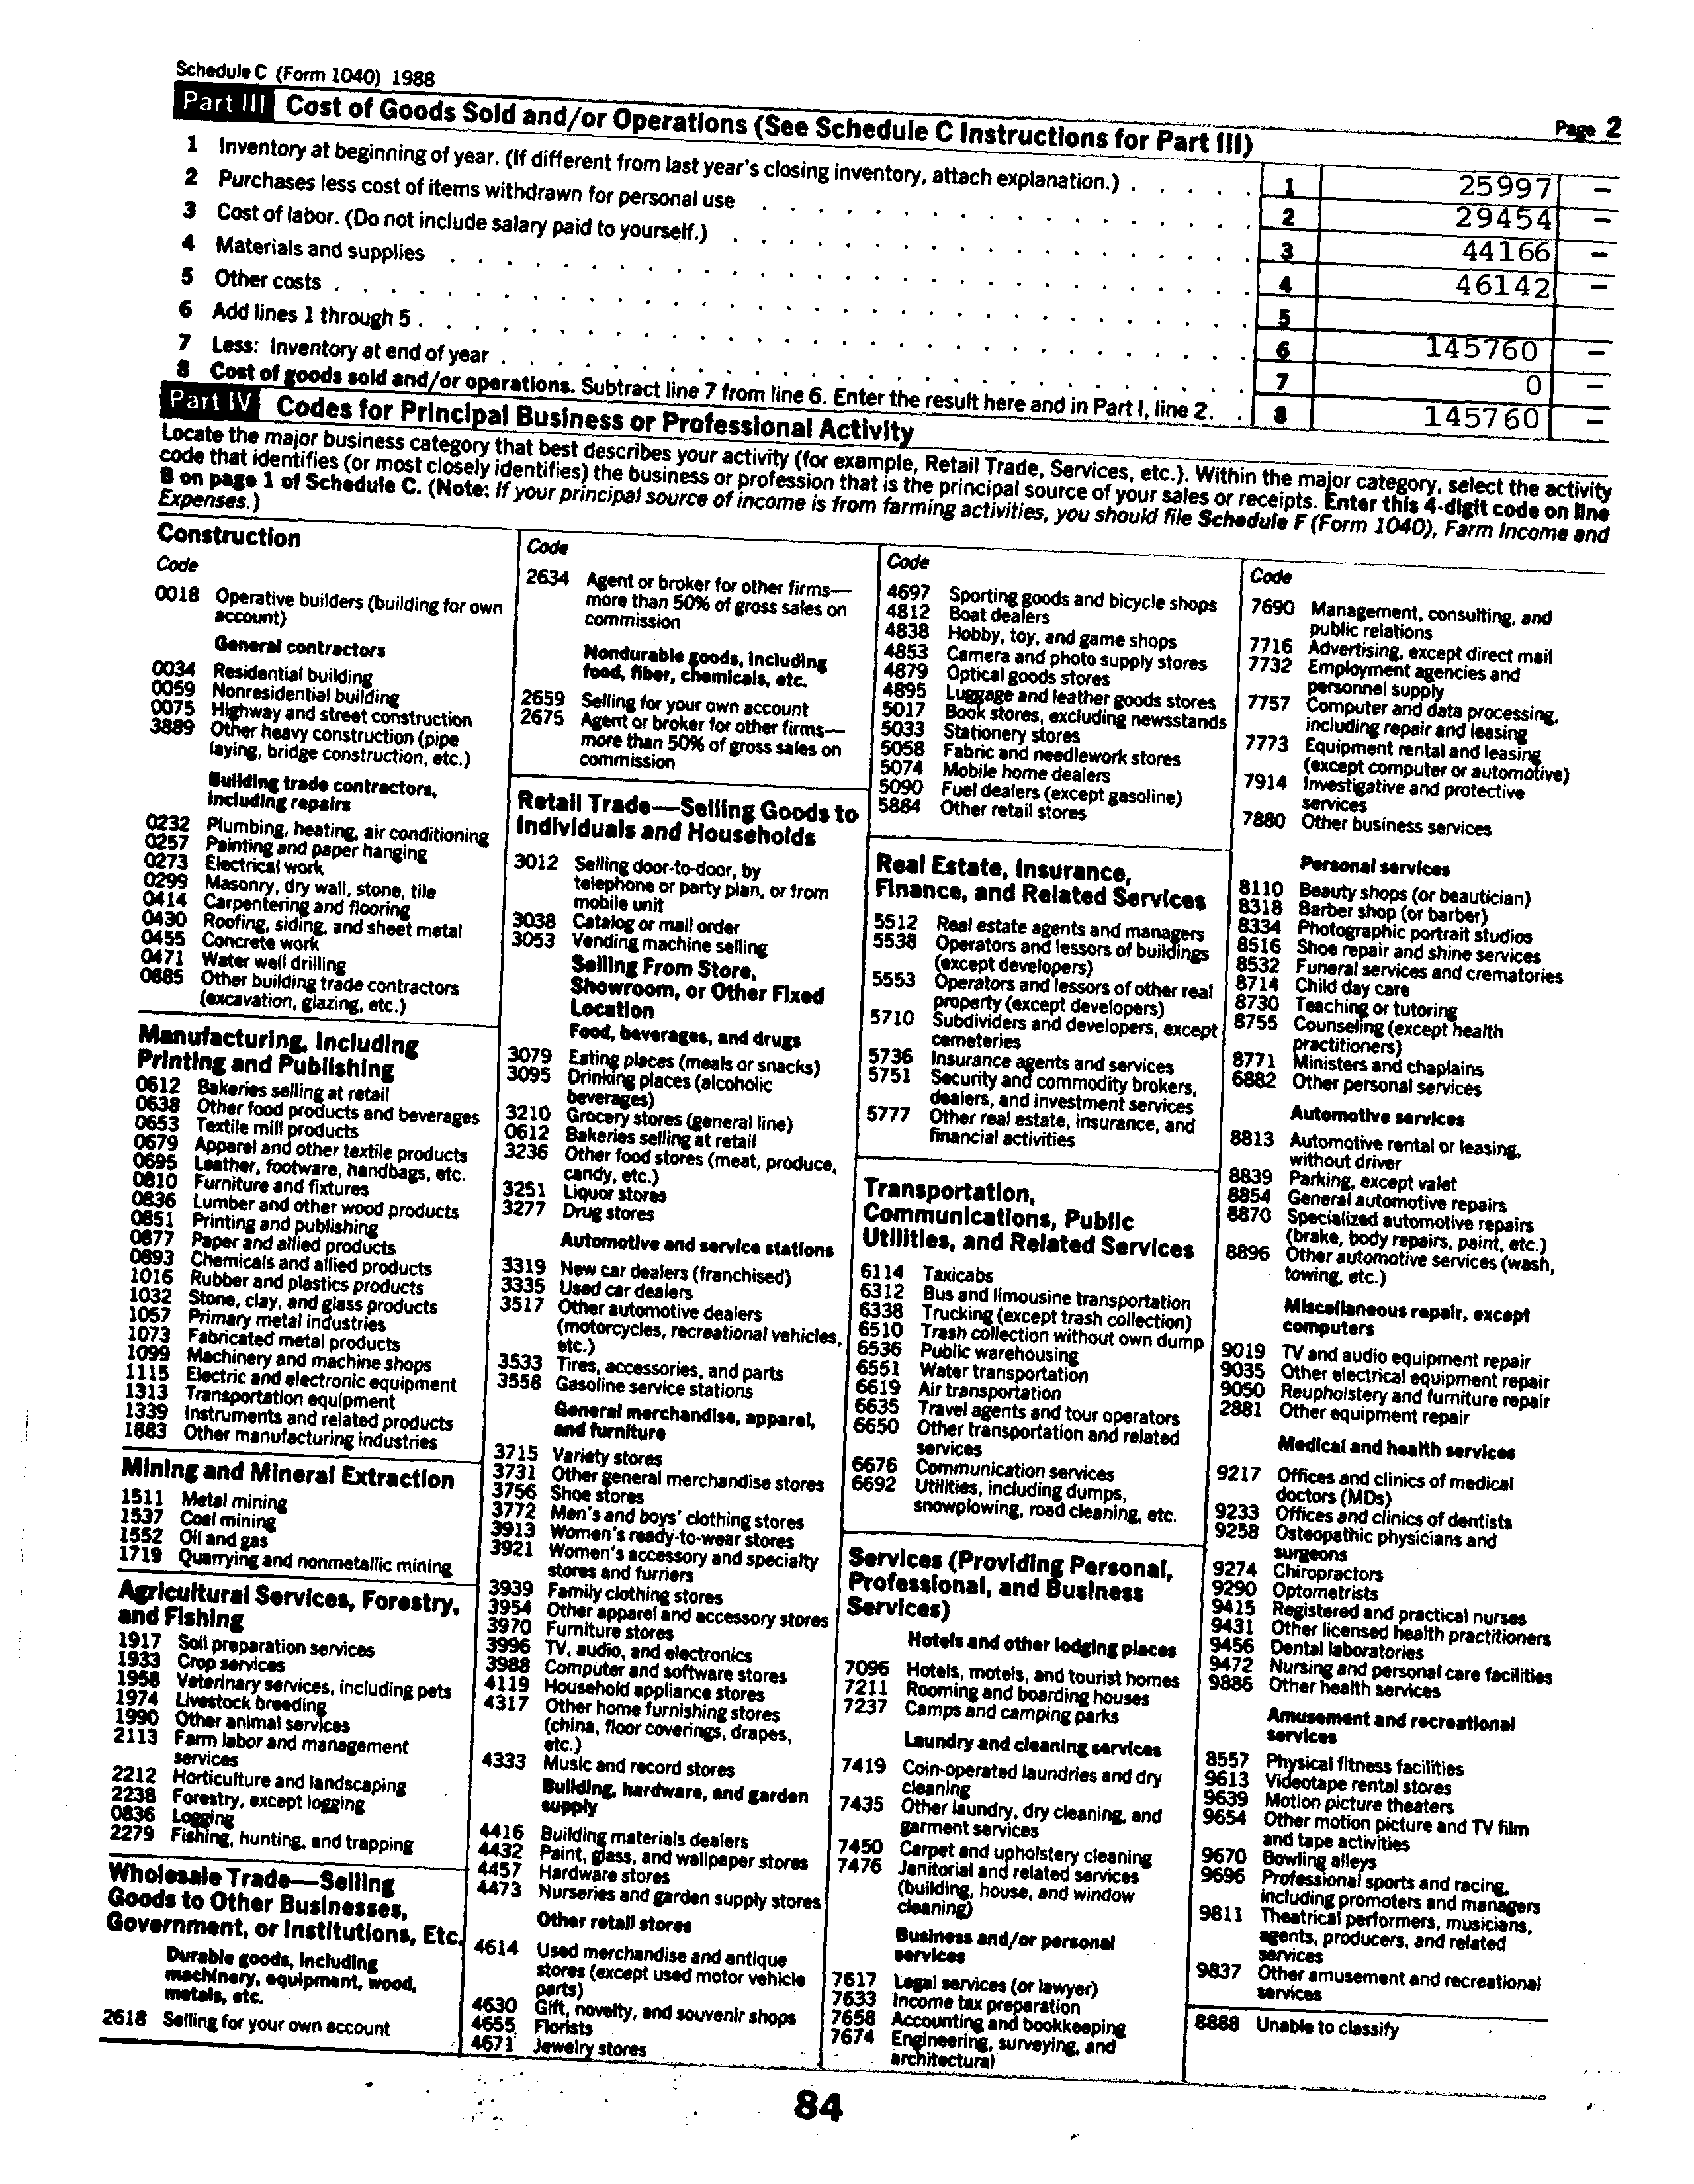 Schedule C (Form 1040) 1988
Page 2
Part III Cost of Goods Sold and/or Operations (See Schedule C Instructions for Part III)
1 Inventory at beginning of year. (If different from last year's closing inventory, attach explanation.) . . . . . 1 25997 –
2 Purchases less cost of items withdrawn for personal use . . . . . 2 29454 –
3 Cost of labor. (Do not include salary paid to yourself.) . . . . . 3 44166 –
4 Materials and supplies . . . . . 4 46142 –
5 Other costs . . . . . 5
6 Add lines 1 through 5 . . . . . 6 145760 –
7 Less: Inventory at end of year . . . . . 7 0 –
8 Cost of goods sold and/or operations. Subtract line 7 from line 6. Enter the result here and in Part I, line 2. . . 8 145760 –
Part IV Codes for Principal Business or Professional Activity
Locate the major business category that best describes your activity (for example, Retail Trade, Services, etc.). Within the major category, select the activity
code that identifies (or most closely identifies) the business or profession that is the principal source of your sales or receipts. Enter this 4-digit code on line
B on page 1 of Schedule C. (Note: If your principal source of income is from farming activities, you should file Schedule F (Form 1040), Farm Income and
Expenses.)
Construction
Code
0018 Operative builders (building for own
account)
General contractors
0034 Residential building
0059 Nonresidential building
0075 Highway and street construction
3889 Other heavy construction (pipe
laying, bridge construction, etc.)
Building trade contractors,
including repairs
0232 Plumbing, heating, air conditioning
0257 Painting and paper hanging
0273 Electrical work
0299 Masonry, dry wall, stone, tile
0414 Carpentering and flooring
0430 Roofing, siding, and sheet metal
0455 Concrete work
0471 Water well drilling
0885 Other building trade contractors
(excavation, glazing, etc.)
Manufacturing, Including
Printing and Publishing
0612 Bakeries selling at retail
0638 Other food products and beverages
0653 Textile mill products
0679 Apparel and other textile products
0695 Leather, footware, handbags, etc.
0810 Furniture and fixtures
0836 Lumber and other wood products
0851 Printing and publishing
0877 Paper and allied products
0893 Chemicals and allied products
1016 Rubber and plastics products
1032 Stone, clay, and glass products
1057 Primary metal industries
1073 Fabricated metal products
1099 Machinery and machine shops
1115 Electric and electronic equipment
1313 Transportation equipment
1339 Instruments and related products
1883 Other manufacturing industries
Mining and Mineral Extraction
1511 Metal mining
1537 Coal mining
1552 Oil and gas
1719 Quarrying and nonmetallic mining
Agricultural Services, Forestry,
and Fishing
1917 Soil preparation services
1933 Crop services
1958 Veterinary services, including pets
1974 Livestock breeding
1990 Other animal services
2113 Farm labor and management
services
2212 Horticulture and landscaping
2238 Forestry, except logging
0836 Logging
2279 Fishing, hunting, and trapping
Wholesale Trade—Selling
Goods to Other Businesses,
Government, or Institutions, Etc.
Durable goods, including
machinery, equipment, wood,
metals, etc.
2618 Selling for your own account
Code
2634 Agent or broker for other firms—
more than 50% of gross sales on
commission
Nondurable goods, including
food, fiber, chemicals, etc.
2659 Selling for your own account
2675 Agent or broker for other firms—
more than 50% of gross sales on
commission
Retail Trade—Selling Goods to
Individuals and Households
3012 Selling door-to-door, by
telephone or party plan, or from
mobile unit
3038 Catalog or mail order
3053 Vending machine selling
Selling From Store,
Showroom, or Other Fixed
Location
Food, beverages, and drugs
3079 Eating places (meals or snacks)
3095 Drinking places (alcoholic
beverages)
3210 Grocery stores (general line)
0612 Bakeries selling at retail
3236 Other food stores (meat, produce,
candy, etc.)
3251 Liquor stores
3277 Drug stores
Automotive and service stations
3319 New car dealers (franchised)
3335 Used car dealers
3517 Other automotive dealers
(motorcycles, recreational vehicles,
etc.)
3533 Tires, accessories, and parts
3558 Gasoline service stations
General merchandise, apparel,
and furniture
3715 Variety stores
3731 Other general merchandise stores
3756 Shoe stores
3772 Men's and boys' clothing stores
3913 Women's ready-to-wear stores
3921 Women's accessory and specialty
stores and furriers
3939 Family clothing stores
3954 Other apparel and accessory stores
3970 Furniture stores
3996 TV, audio, and electronics
3988 Computer and software stores
4119 Household appliance stores
4317 Other home furnishing stores
(china, floor coverings, drapes,
etc.)
4333 Music and record stores
Building, hardware, and garden
supply
4416 Building materials dealers
4432 Paint, glass, and wallpaper stores
4457 Hardware stores
4473 Nurseries and garden supply stores
Other retail stores
4614 Used merchandise and antique
stores (except used motor vehicle
parts)
4630 Gift, novelty, and souvenir shops
4655 Florists
4671 Jewelry stores
Code
4697 Sporting goods and bicycle shops
4812 Boat dealers
4838 Hobby, toy, and game shops
4853 Camera and photo supply stores
4879 Optical goods stores
4895 Luggage and leather goods stores
5017 Book stores, excluding newsstands
5033 Stationery stores
5058 Fabric and needlework stores
5074 Mobile home dealers
5090 Fuel dealers (except gasoline)
5884 Other retail stores
Real Estate, Insurance,
Finance, and Related Services
5512 Real estate agents and managers
5538 Operators and lessors of buildings
(except developers)
5553 Operators and lessors of other real
property (except developers)
5710 Subdividers and developers, except
cemeteries
5736 Insurance agents and services
5751 Security and commodity brokers,
dealers, and investment services
5777 Other real estate, insurance, and
financial activities
Transportation,
Communications, Public
Utilities, and Related Services
6114 Taxicabs
6312 Bus and limousine transportation
6338 Trucking (except trash collection)
6510 Trash collection without own dump
6536 Public warehousing
6551 Water transportation
6619 Air transportation
6635 Travel agents and tour operators
6650 Other transportation and related
services
6676 Communication services
6692 Utilities, including dumps,
snowplowing, road cleaning, etc.
Services (Providing Personal,
Professional, and Business
Services)
Hotels and other lodging places
7096 Hotels, motels, and tourist homes
7211 Rooming and boarding houses
7237 Camps and camping parks
Laundry and cleaning services
7419 Coin-operated laundries and dry
cleaning
7435 Other laundry, dry cleaning, and
garment services
7450 Carpet and upholstery cleaning
7476 Janitorial and related services
(building, house, and window
cleaning)
Business and/or personal
services
7617 Legal services (or lawyer)
7633 Income tax preparation
7658 Accounting and bookkeeping
7674 Engineering, surveying, and
architectural
Code
7690 Management, consulting, and
public relations
7716 Advertising, except direct mail
7732 Employment agencies and
personnel supply
7757 Computer and data processing,
including repair and leasing
7773 Equipment rental and leasing
(except computer or automotive)
7914 Investigative and protective
services
7880 Other business services
Personal services
8110 Beauty shops (or beautician)
8318 Barber shop (or barber)
8334 Photographic portrait studios
8516 Shoe repair and shine services
8532 Funeral services and crematories
8714 Child day care
8730 Teaching or tutoring
8755 Counseling (except health
practitioners)
8771 Ministers and chaplains
6882 Other personal services
Automotive services
8813 Automotive rental or leasing,
without driver
8839 Parking, except valet
8854 General automotive repairs
8870 Specialized automotive repairs
(brake, body repairs, paint, etc.)
8896 Other automotive services (wash,
towing, etc.)
Miscellaneous repair, except
computers
9019 TV and audio equipment repair
9035 Other electrical equipment repair
9050 Reupholstery and furniture repair
2881 Other equipment repair
Medical and health services
9217 Offices and clinics of medical
doctors (MDs)
9233 Offices and clinics of dentists
9258 Osteopathic physicians and
surgeons
9274 Chiropractors
9290 Optometrists
9415 Registered and practical nurses
9431 Other licensed health practitioners
9456 Dental laboratories
9472 Nursing and personal care facilities
9886 Other health services
Amusement and recreational
services
8557 Physical fitness facilities
9613 Videotape rental stores
9639 Motion picture theaters
9654 Other motion picture and TV film
and tape activities
9670 Bowling alleys
9696 Professional sports and racing,
including promoters and managers
9811 Theatrical performers, musicians,
agents, producers, and related
services
9837 Other amusement and recreational
services
8888 Unable to classify
84